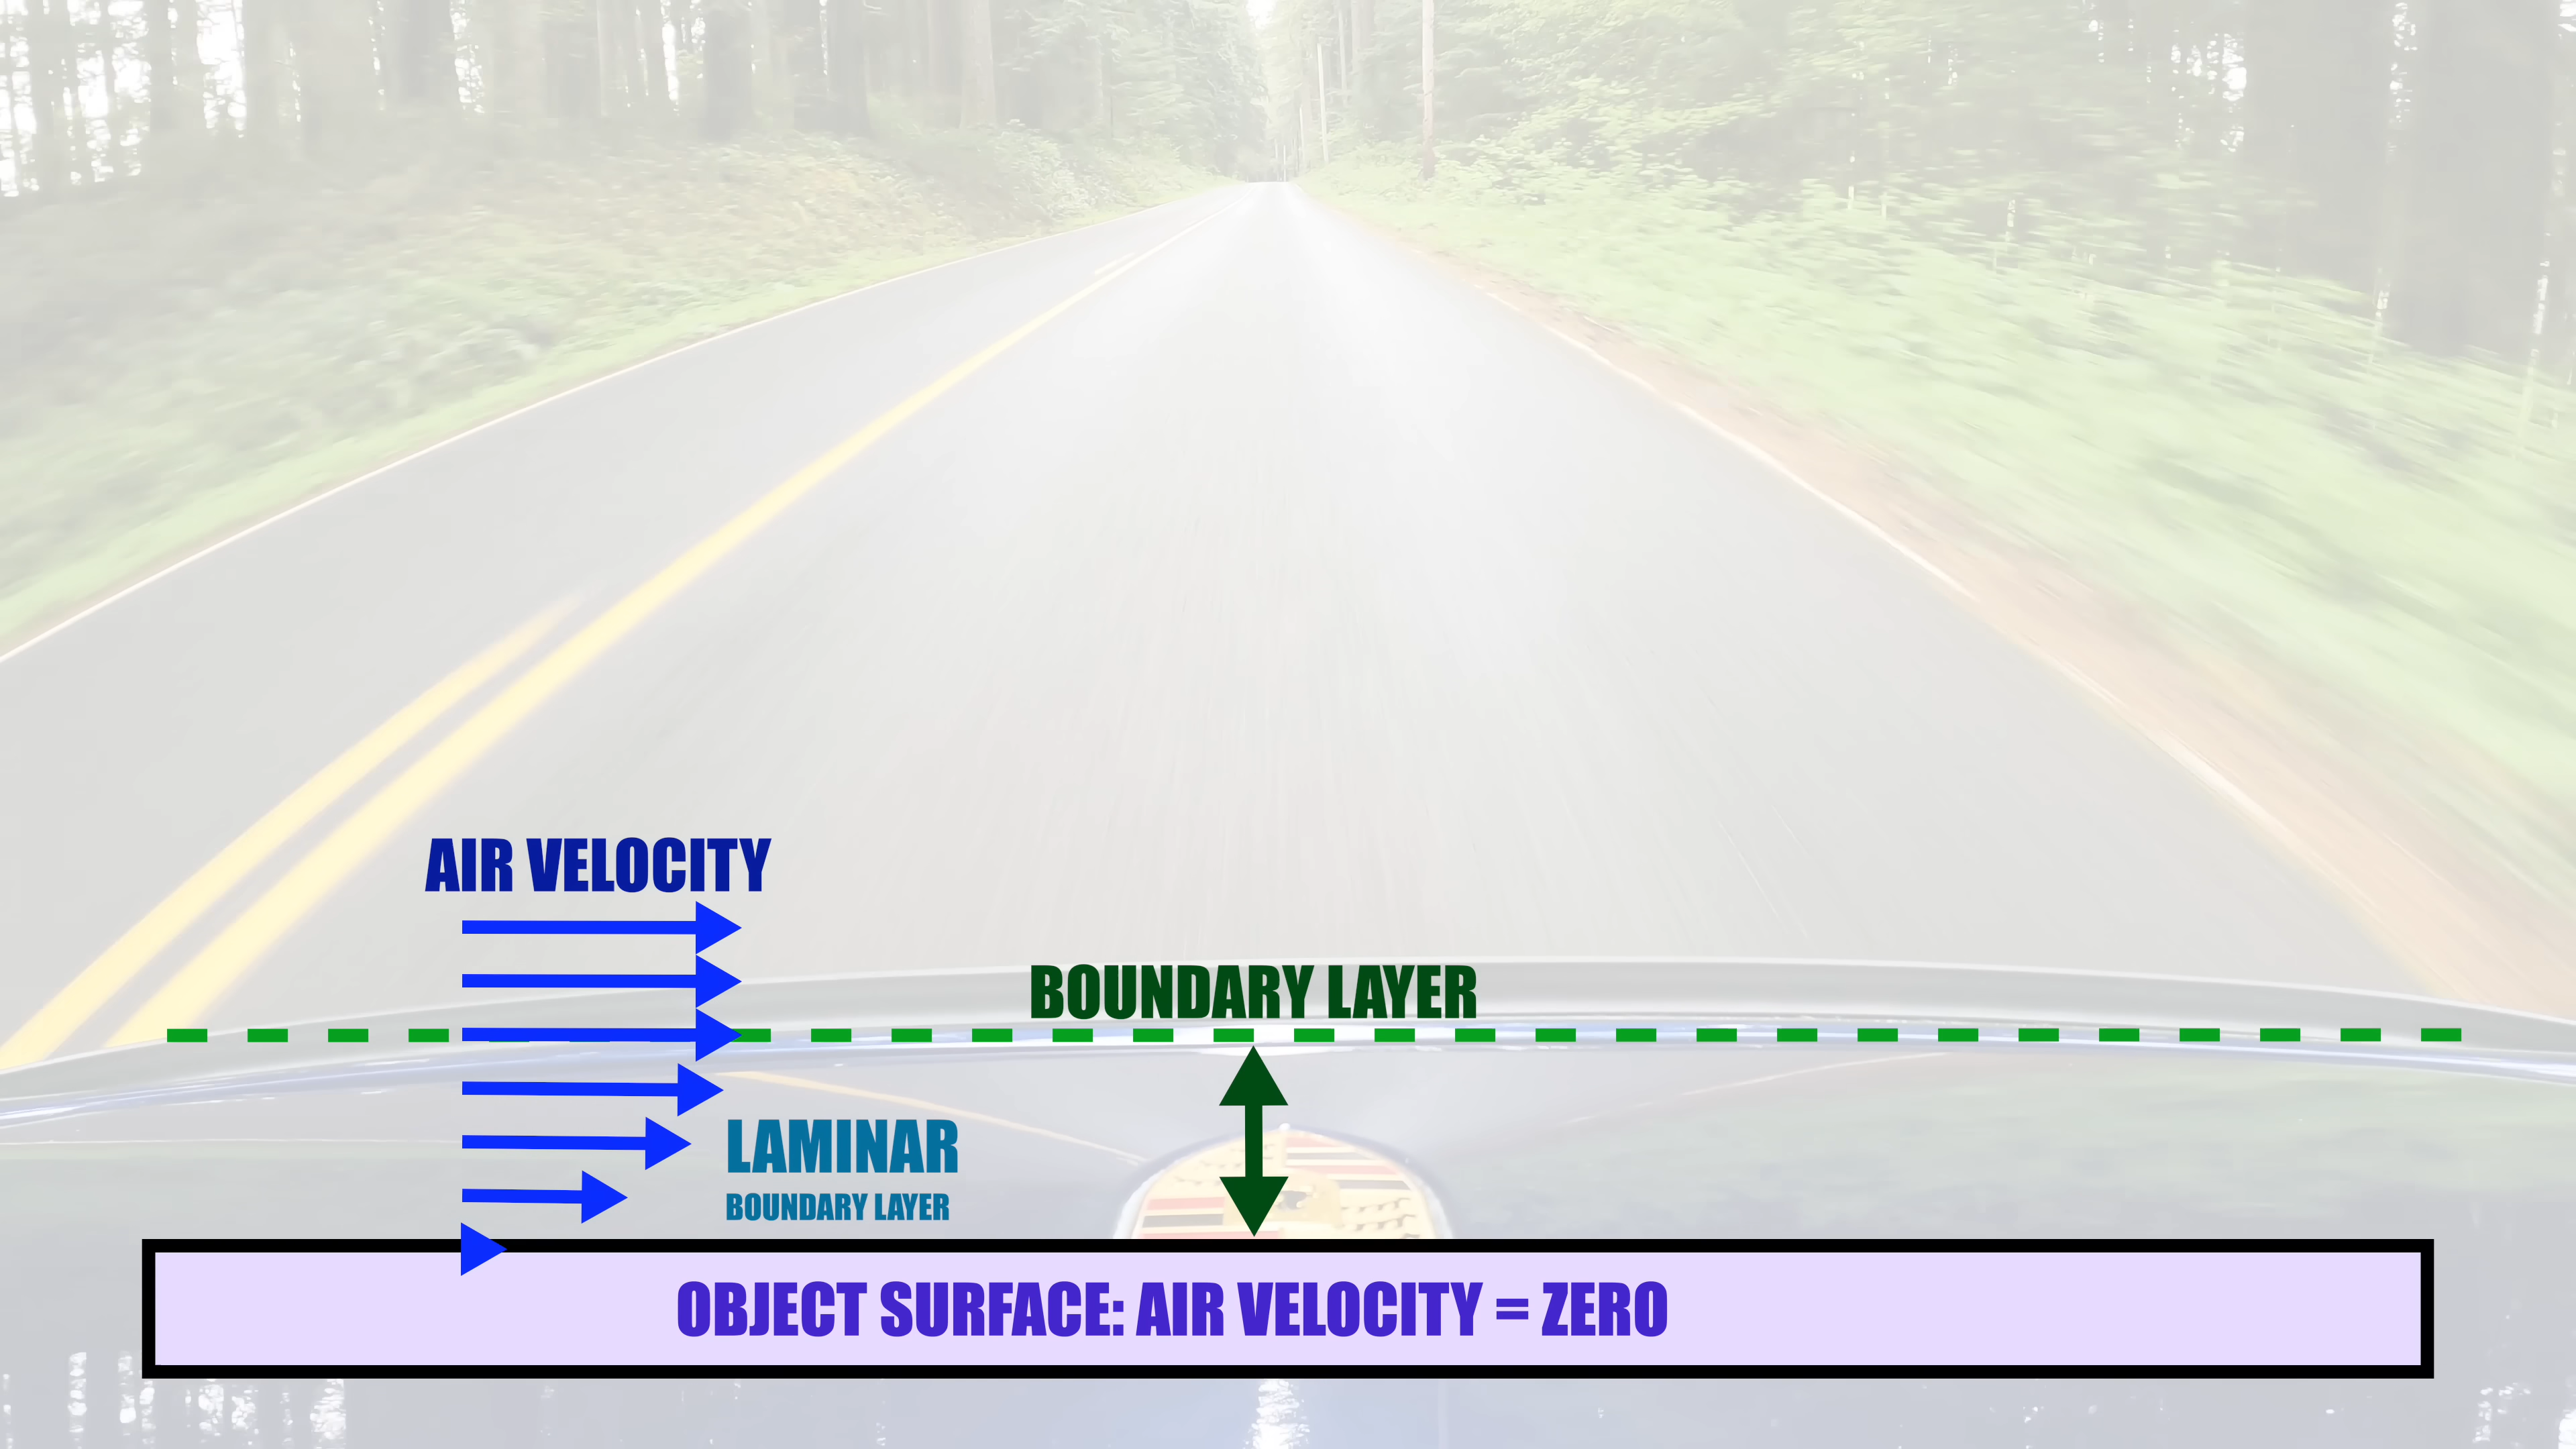 AIR VELOCITY
BOUNDARY LAYER
LAMINAR
BOUNDARY LAYER
OBJECT SURFACE: AIR VELOCITY = ZERO